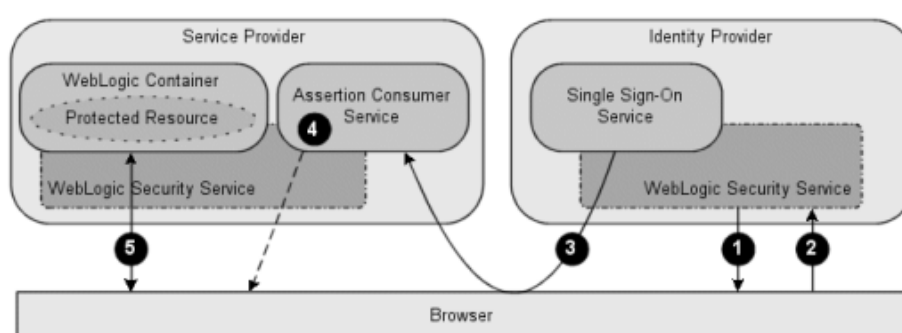 Service Provider
Identity Provider
WebLogic Container
Protected Resource
Assertion Consumer
Service
Single Sign-On
Service
4
WebLogic Security Service
WebLogic Security Service
5
3
1
2
Browser